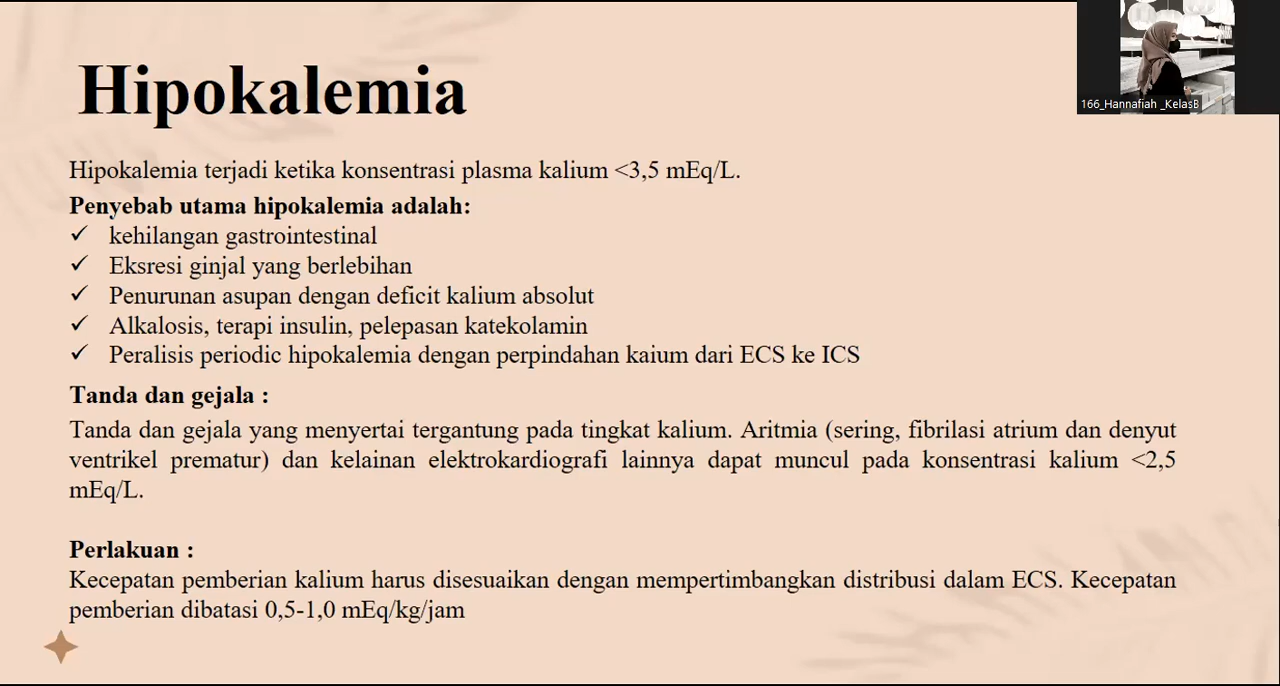 Hipokalemia
166_Hannafiah _KelasB
Hipokalemia terjadi ketika konsentrasi plasma kalium <3,5 mEq/L.
Penyebab utama hipokalemia adalah:
✓ kehilangan gastrointestinal
✓ Eksresi ginjal yang berlebihan
✓ Penurunan asupan dengan deficit kalium absolut
✓ Alkalosis, terapi insulin, pelepasan katekolamin
✓ Peralisis periodic hipokalemia dengan perpindahan kaium dari ECS ke ICS
Tanda dan gejala :
Tanda dan gejala yang menyertai tergantung pada tingkat kalium. Aritmia (sering, fibrilasi atrium dan denyut
ventrikel prematur) dan kelainan elektrokardiografi lainnya dapat muncul pada konsentrasi kalium <2,5
mEq/L.
Perlakuan :
Kecepatan pemberian kalium harus disesuaikan dengan mempertimbangkan distribusi dalam ECS. Kecepatan
pemberian dibatasi 0,5-1,0 mEq/kg/jam